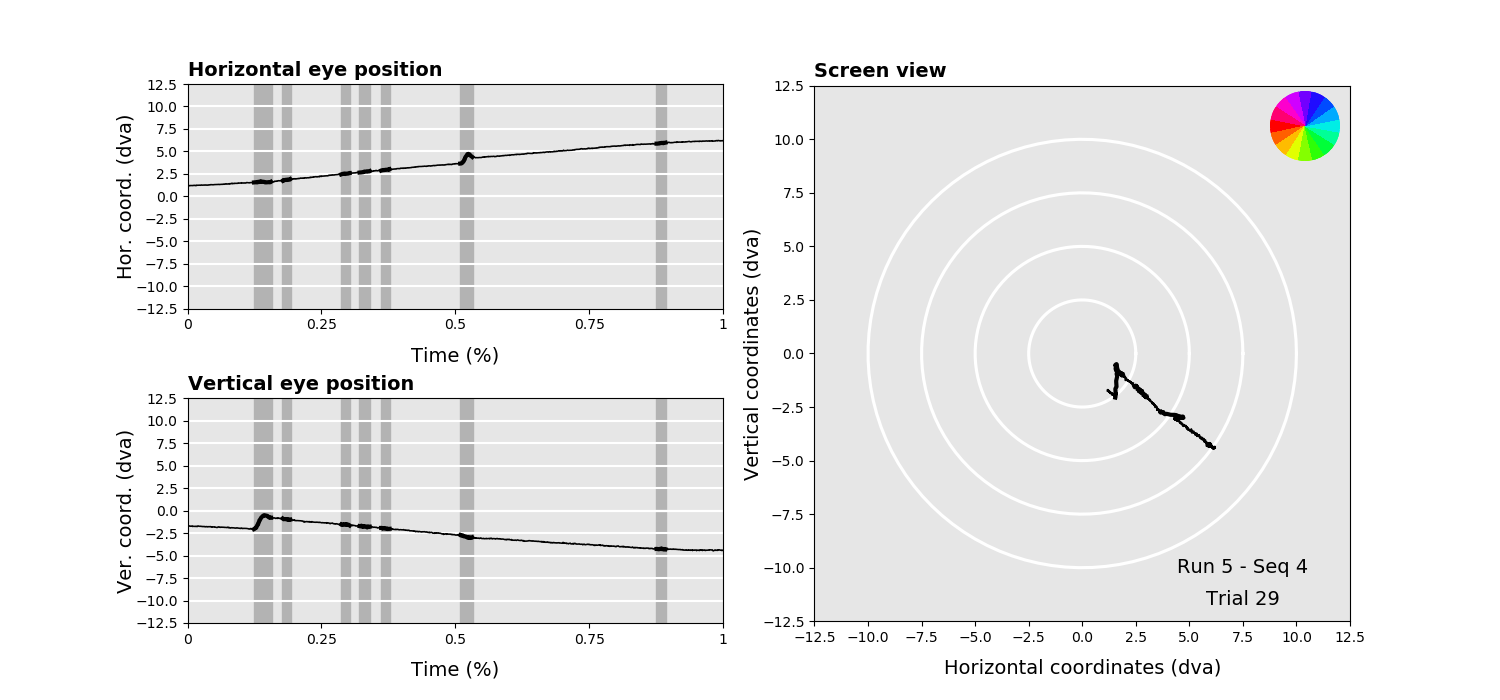 Horizontal eye position
12.5
10.0
7.5
5.0
2.5
0.0
−2.5
−5.0
−7.5
−10.0
−12.5
Hor. coord. (dva)
0 0.25 0.5 0.75 1
Time (%)
Vertical eye position
12.5
10.0
7.5
5.0
2.5
0.0
−2.5
−5.0
−7.5
−10.0
−12.5
Ver. coord. (dva)
0 0.25 0.5 0.75 1
Time (%)
Screen view
12.5
10.0
7.5
5.0
2.5
0.0
−2.5
−5.0
−7.5
−10.0
−12.5
Vertical coordinates (dva)
Run 5 - Seq 4
Trial 29
−12.5 −10.0 −7.5 −5.0 −2.5 0.0 2.5 5.0 7.5 10.0 12.5
Horizontal coordinates (dva)